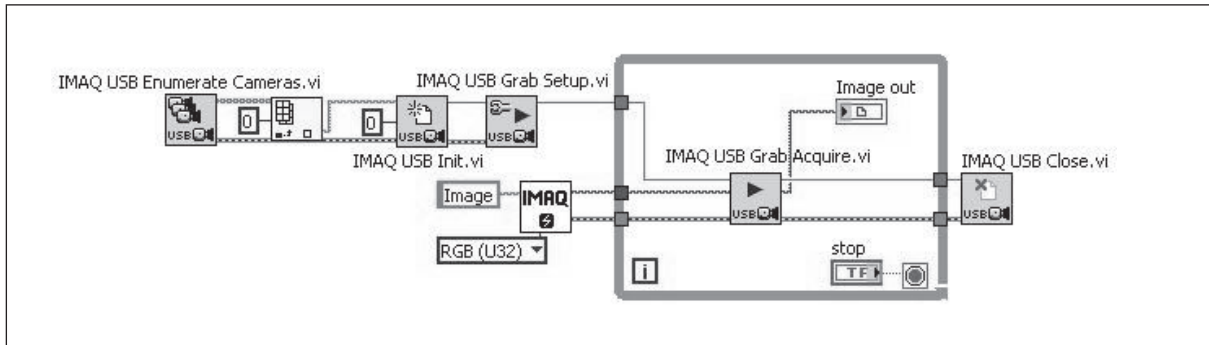 IMAQ USB Enumerate Cameras.vi
IMAQ USB Grab Setup.vi
Image out
USB
0
0
USB
USB
IMAQ USB Init.vi
IMAQ USB Grab Acquire.vi
IMAQ USB Close.vi
Image
IMAQ
USB
USB
RGB (U32)
i
stop
TF